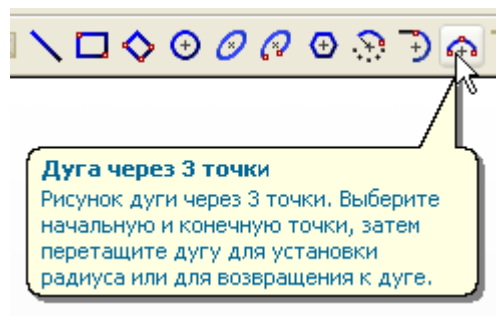 Дуга через 3 точки
Рисунок дуги через 3 точки. Выберите
начальную и конечную точки, затем
перетащите дугу для установки
радиуса или для возвращения к дуге.